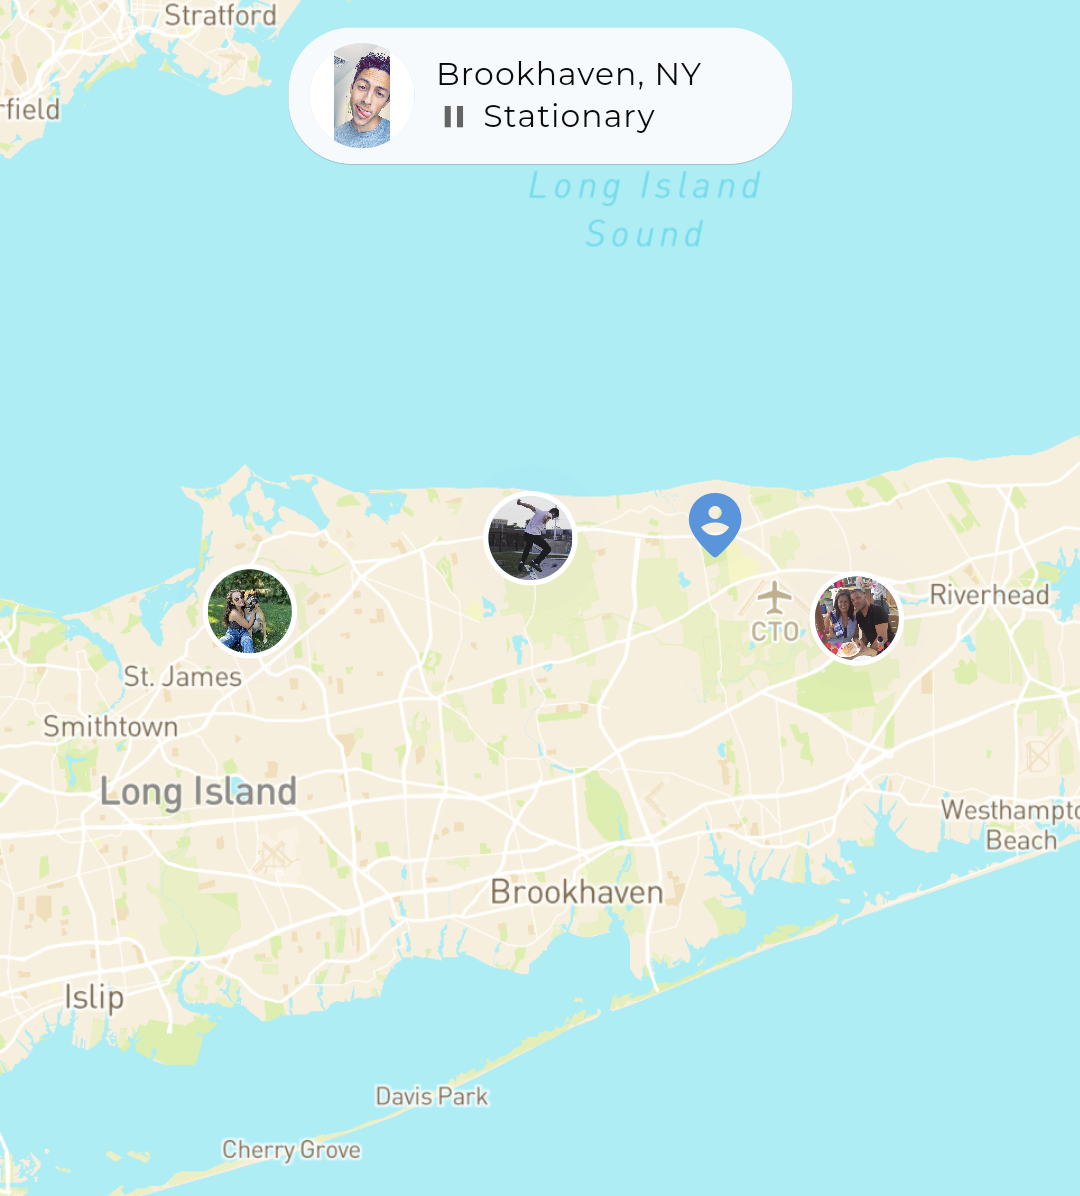 Stratford
Brookhaven, NY
Stationary
rfield
Long Island
Sound
Riverhead
CTO
St. James
Smithtown
Long Island
Westhampto
Beach
Brookhaven
Islip
Davis Park
Cherry Grove